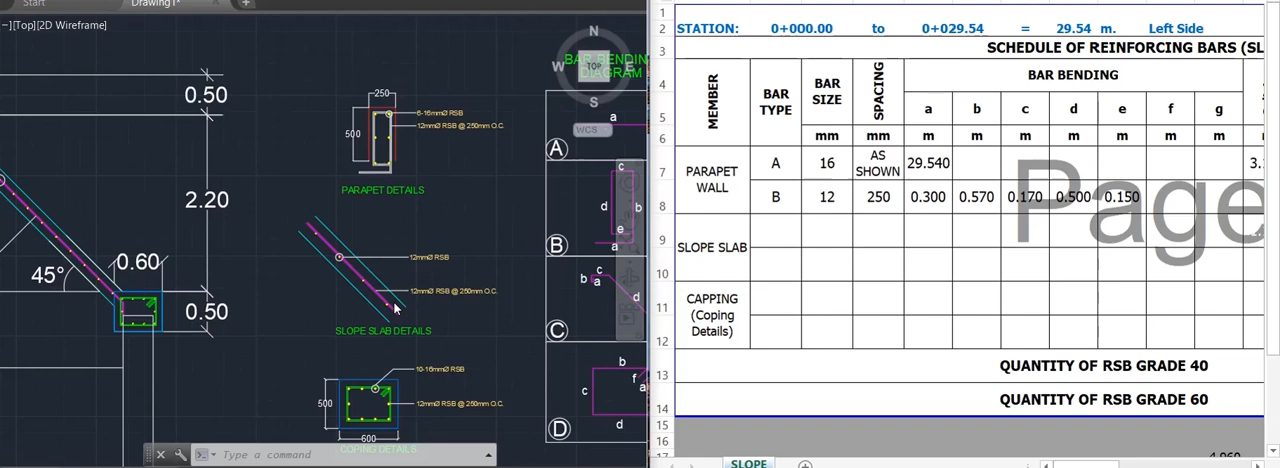 Start
Drawing1*
−][Top][2D Wireframe]
0.50
2.20
0.60
45°
0.50
250
500
6-16mmØ RSB
12mmØ RSB @ 250mm O.C.
PARAPET DETAILS
12mmØ RSB
12mmØ RSB @ 250mm O.C.
SLOPE SLAB DETAILS
10-16mmØ RSB
12mmØ RSB @ 250mm O.C.
500
600
COPING DETAILS
Type a command
N
W TOP E
S
WCS
BAR BENDING
DIAGRAM
a
A
c
d b
e
a
B
c
b a
d
C
b
f
c a
d
D
1
2 STATION: 0+000.00 to 0+029.54 = 29.54 m. Left Side
3 SCHEDULE OF REINFORCING BARS (SL
4 MEMBER BAR TYPE BAR SIZE SPACING BAR BENDING
5 a b c d e f g
6 mm mm m m m m m m m
7 PARAPET WALL A 16 AS SHOWN 29.540 3.
8 B 12 250 0.300 0.570 0.170 0.500 0.150
Page
9 SLOPE SLAB
10
11 CAPPING (Coping Details)
12
13 QUANTITY OF RSB GRADE 40
14 QUANTITY OF RSB GRADE 60
15
16
17 4.960
SLOPE